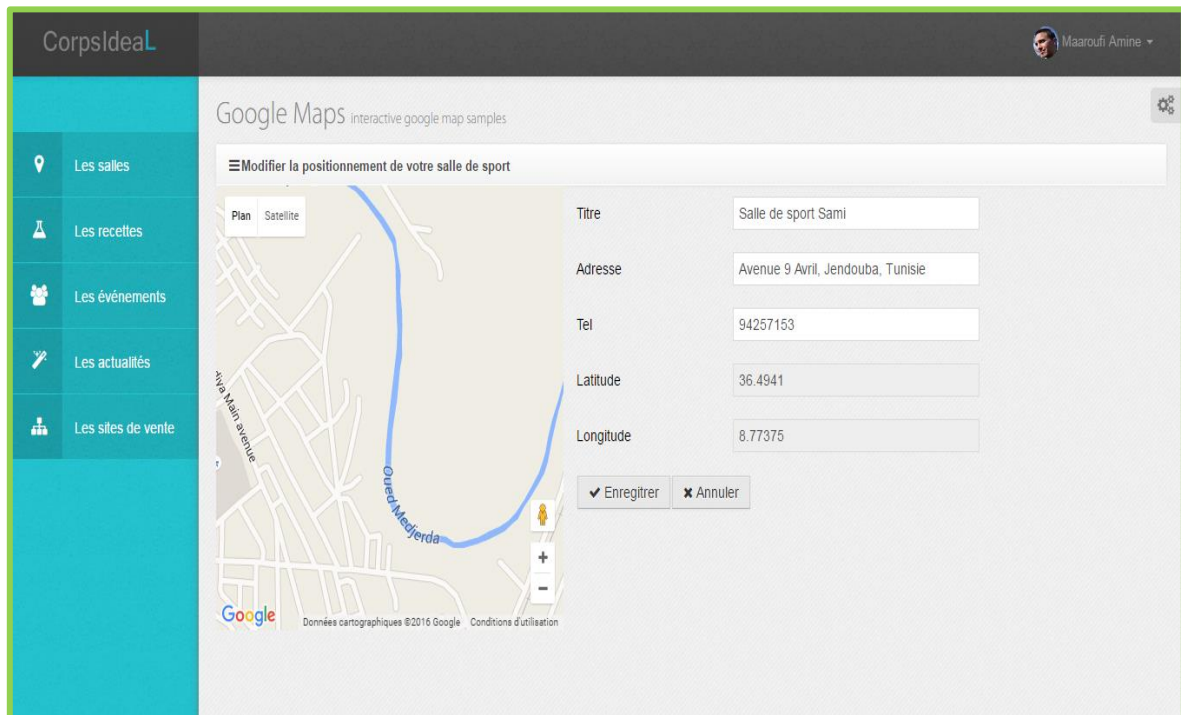 CorpsIdeaL
Maaroufi Amine
Google Maps interactive google map samples
Les salles
Les recettes
Les événements
Les actualités
Les sites de vente
Modifier la positionnement de votre salle de sport
Plan Satellite
diya Main avenue
Oued Medjerda
Google
Données cartographiques ©2016 Google Conditions d'utilisation
Titre Salle de sport Sami
Adresse Avenue 9 Avril, Jendouba, Tunisie
Tel 94257153
Latitude 36.4941
Longitude 8.77375
Enregitrer Annuler